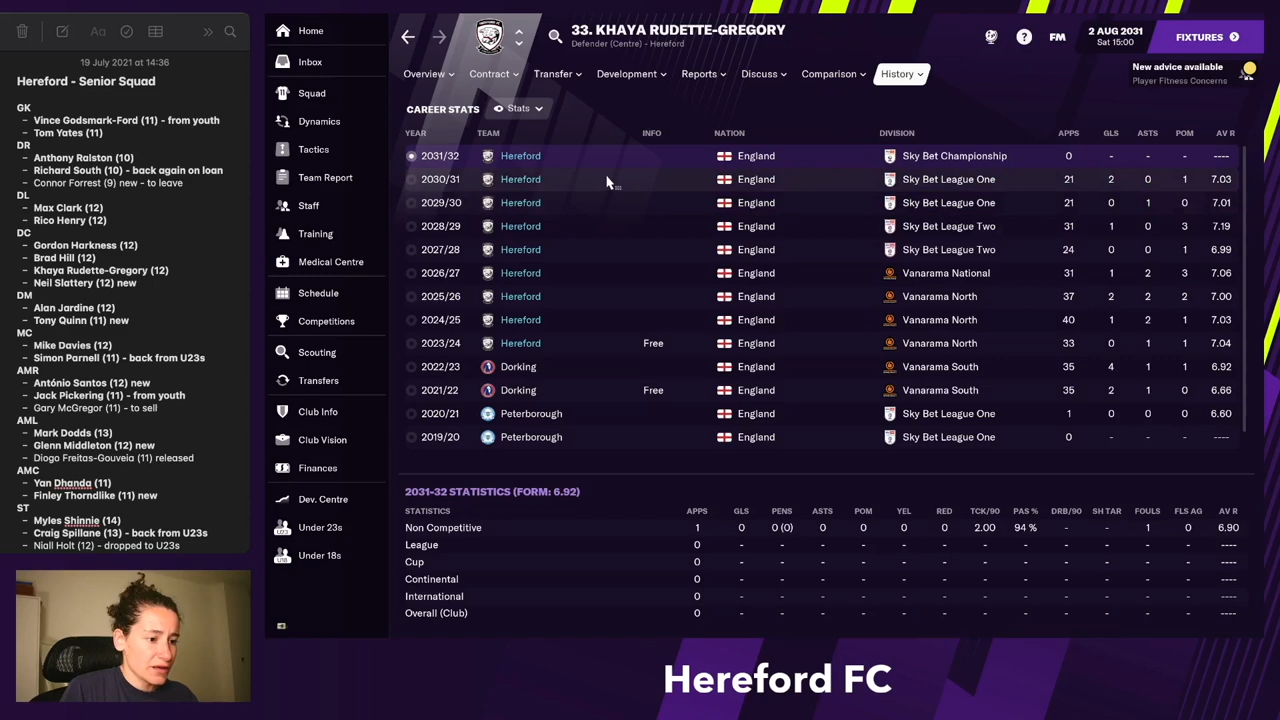 19 July 2021 at 14:36
Hereford - Senior Squad
GK
– Vince Godsmark-Ford (11) - from youth
– Tom Yates (11)
DR
– Anthony Ralston (10)
– Richard South (10) - back again on loan
– Connor Forrest (9) new - to leave
DL
– Max Clark (12)
– Rico Henry (12)
DC
– Gordon Harkness (12)
– Brad Hill (12)
– Khaya Rudette-Gregory (12)
– Neil Slattery (12) new
DM
– Alan Jardine (12)
– Tony Quinn (11) new
MC
– Mike Davies (12)
– Simon Parnell (11) - back from U23s
AMR
– António Santos (12) new
– Jack Pickering (11) - from youth
– Gary McGregor (11) - to sell
AML
– Mark Dodds (13)
– Glenn Middleton (12) new
– Diogo Freitas-Gouveia (11) released
AMC
– Yan Dhanda (11)
– Finley Thorndlike (11) new
ST
– Myles Shinnie (14)
– Craig Spillane (13) - back from U23s
– Niall Holt (12) - dropped to U23s
Home
Inbox
Squad
Dynamics
Tactics
Team Report
Staff
Training
Medical Centre
Schedule
Competitions
Scouting
Transfers
Club Info
Club Vision
Finances
Dev. Centre
Under 23s
Under 18s
33. KHAYA RUDETTE-GREGORY
Defender (Centre) - Hereford
FM
2 AUG 2031
Sat 15:00
FIXTURES
Overview Contract Transfer Development Reports Discuss Comparison History
New advice available
Player Fitness Concerns
CAREER STATS Stats
YEAR TEAM INFO NATION DIVISION APPS GLS ASTS POM AV R
2031/32 Hereford England Sky Bet Championship 0 - - - ----
2030/31 Hereford England Sky Bet League One 21 2 0 1 7.03
2029/30 Hereford England Sky Bet League One 21 0 1 0 7.01
2028/29 Hereford England Sky Bet League Two 31 1 0 3 7.19
2027/28 Hereford England Sky Bet League Two 24 0 0 1 6.99
2026/27 Hereford England Vanarama National 31 1 2 3 7.06
2025/26 Hereford England Vanarama North 37 2 2 2 7.00
2024/25 Hereford England Vanarama North 40 1 2 1 7.03
2023/24 Hereford Free England Vanarama North 33 0 1 1 7.04
2022/23 Dorking England Vanarama South 35 4 1 1 6.92
2021/22 Dorking Free England Vanarama South 35 2 1 0 6.66
2020/21 Peterborough England Sky Bet League One 1 0 0 0 6.60
2019/20 Peterborough England Sky Bet League One 0 - - - ----
2031-32 STATISTICS (FORM: 6.92)
STATISTICS APPS GLS PENS ASTS POM YEL RED TCK/90 PAS % DRB/90 SH TAR FOULS FLS AG AV R
Non Competitive 1 0 0 (0) 0 0 0 0 2.00 94 % - - 1 0 6.90
League 0 - - - - - - - - - - - - ----
Cup 0 - - - - - - - - - - - - ----
Continental 0 - - - - - - - - - - - - ----
International 0 - - - - - - - - - - - - ----
Overall (Club) 0 - - - - - - - - - - - - ----
Hereford FC